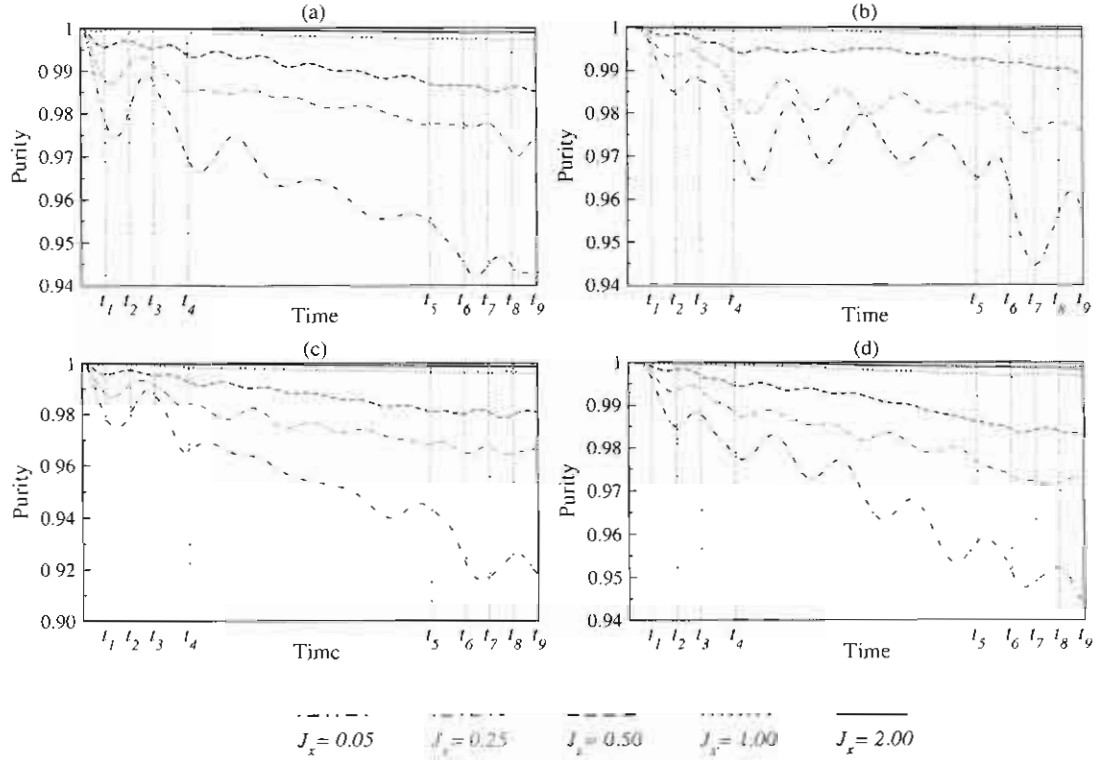 (a)
(b)
1
0.99
0.98
0.97
0.96
0.95
0.94
Purity
t1 t2 t3 t4 t5 t6 t7 t8 t9
Time
1
0.99
0.98
0.97
0.96
0.95
0.94
Purity
t1 t2 t3 t4 t5 t6 t7 t8 t9
Time
(c)
(d)
1
0.98
0.96
0.94
0.92
0.90
Purity
t1 t2 t3 t4 t5 t6 t7 t8 t9
Time
1
0.99
0.98
0.97
0.96
0.95
0.94
Purity
t1 t2 t3 t4 t5 t6 t7 t8 t9
Time
Jx = 0.05 Jx = 0.25 Jx = 0.50 Jx = 1.00 Jx = 2.00